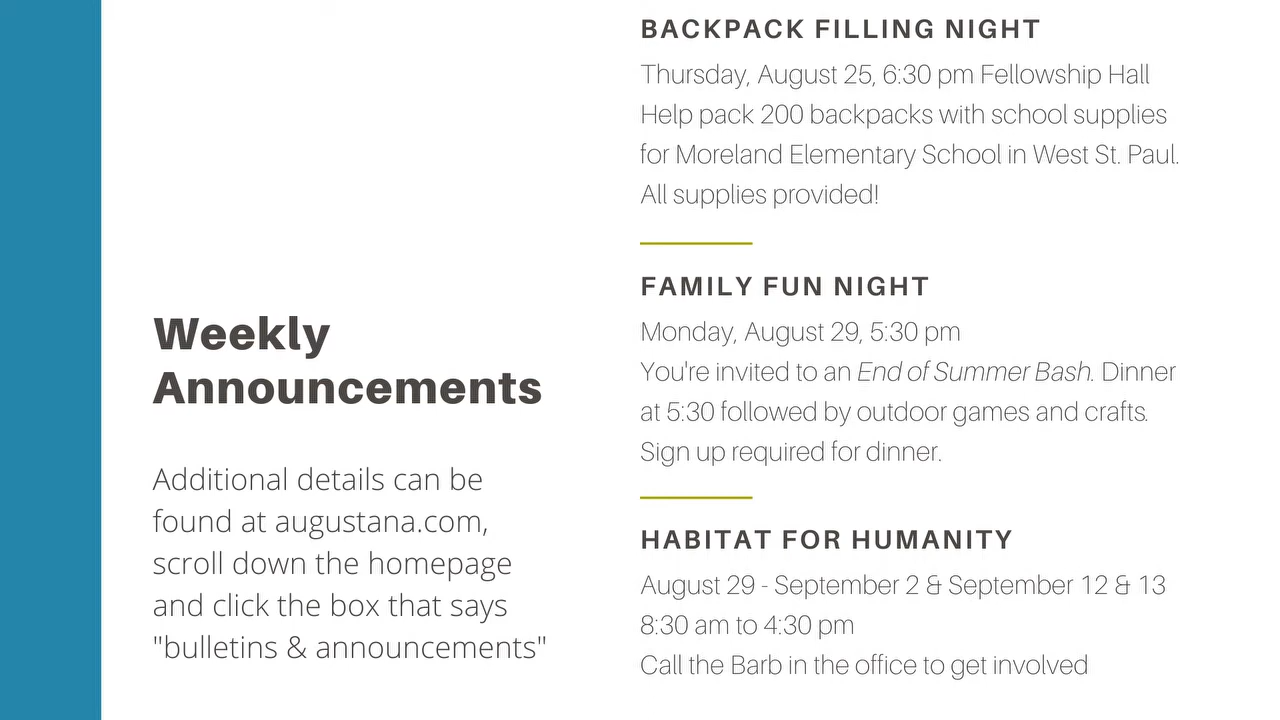 Weekly
Announcements
Additional details can be
found at augustana.com,
scroll down the homepage
and click the box that says
"bulletins & announcements"
BACKPACK FILLING NIGHT
Thursday, August 25, 6:30 pm Fellowship Hall
Help pack 200 backpacks with school supplies
for Moreland Elementary School in West St. Paul.
All supplies provided!
FAMILY FUN NIGHT
Monday, August 29, 5:30 pm
You're invited to an End of Summer Bash. Dinner
at 5:30 followed by outdoor games and crafts.
Sign up required for dinner.
HABITAT FOR HUMANITY
August 29 - September 2 & September 12 & 13
8:30 am to 4:30 pm
Call the Barb in the office to get involved